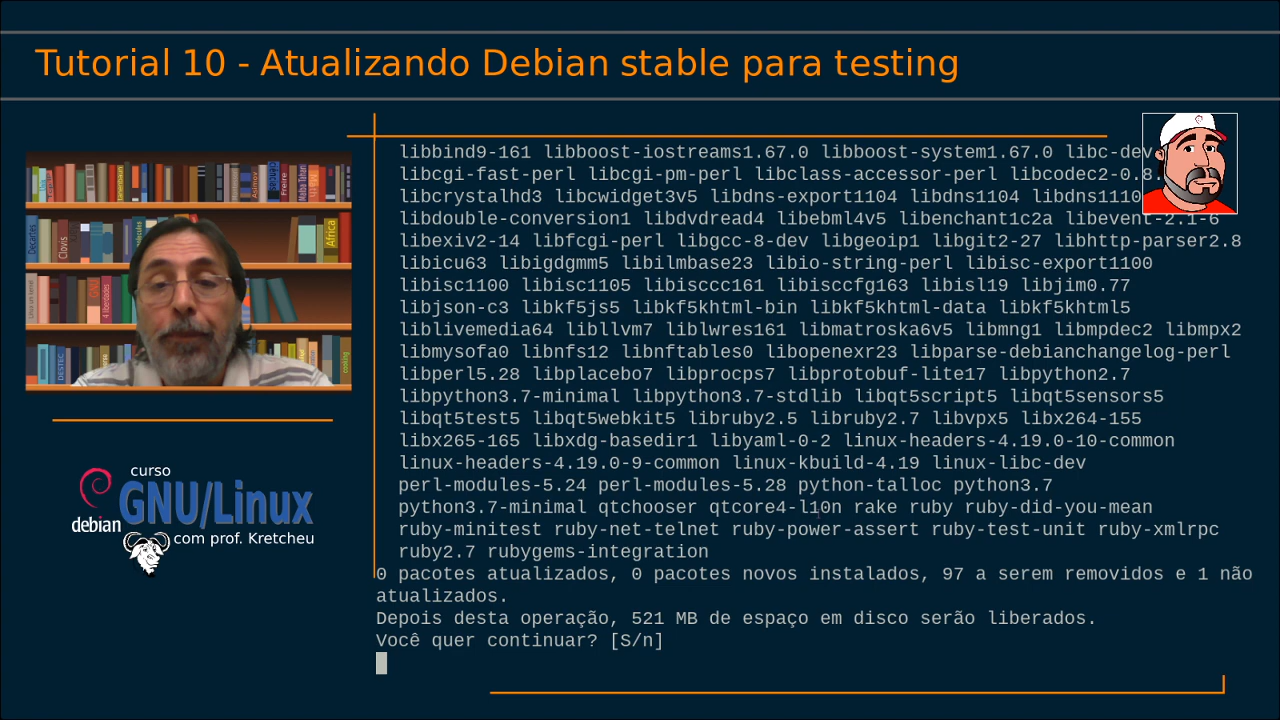 Tutorial 10 - Atualizando Debian stable para testing
libbind9-161 libboost-iostreams1.67.0 libboost-system1.67.0 libc-dev
libcgi-fast-perl libcgi-pm-perl libclass-accessor-perl libcodec2-0.8.
libcrystalhd3 libcwidget3v5 libdns-export1104 libdns1104 libdns1110
libdouble-conversion1 libdvdread4 libebml4v5 libenchant1c2a libevent-2.1-6
libexiv2-14 libfcgi-perl libgcc-8-dev libgeoip1 libgit2-27 libhttp-parser2.8
libicu63 libigdgmm5 libilmbase23 libio-string-perl libisc-export1100
libisc1100 libisc1105 libisccc161 libisccfg163 libisl19 libjim0.77
libjson-c3 libkf5js5 libkf5khtml-bin libkf5khtml-data libkf5khtml5
liblivemedia64 libllvm7 liblwres161 libmatroska6v5 libmng1 libmpdec2 libmpx2
libmysofa0 libnfs12 libnftables0 libopenexr23 libparse-debianchangelog-perl
libperl5.28 libplacebo7 libprocps7 libprotobuf-lite17 libpython2.7
libpython3.7-minimal libpython3.7-stdlib libqt5script5 libqt5sensors5
libqt5test5 libqt5webkit5 libruby2.5 libruby2.7 libvpx5 libx264-155
libx265-165 libxdg-basedir1 libyaml-0-2 linux-headers-4.19.0-10-common
linux-headers-4.19.0-9-common linux-kbuild-4.19 linux-libc-dev
perl-modules-5.24 perl-modules-5.28 python-talloc python3.7
python3.7-minimal qtchooser qtcore4-l10n rake ruby ruby-did-you-mean
ruby-minitest ruby-net-telnet ruby-power-assert ruby-test-unit ruby-xmlrpc
ruby2.7 rubygems-integration
0 pacotes atualizados, 0 pacotes novos instalados, 97 a serem removidos e 1 não
atualizados.
Depois desta operação, 521 MB de espaço em disco serão liberados.
Você quer continuar? [S/n]
Asimov
Freire
Descartes
Clovis
África
GNU
4 liberdades
DESTEC
curso
GNU/Linux
debian
com prof. Kretcheu